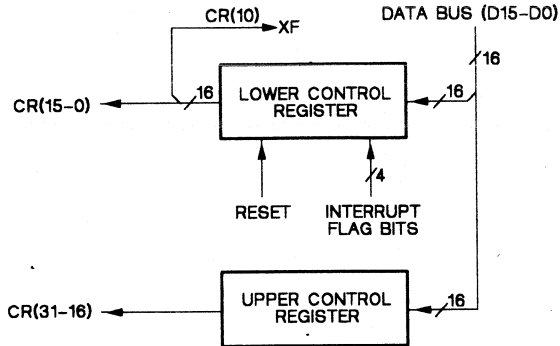 CR(10)
XF
DATA BUS (D15-D0)
16
CR(15-0)
16
LOWER CONTROL
REGISTER
16
RESET
4
INTERRUPT
FLAG BITS
CR(31-16)
UPPER CONTROL
REGISTER
16